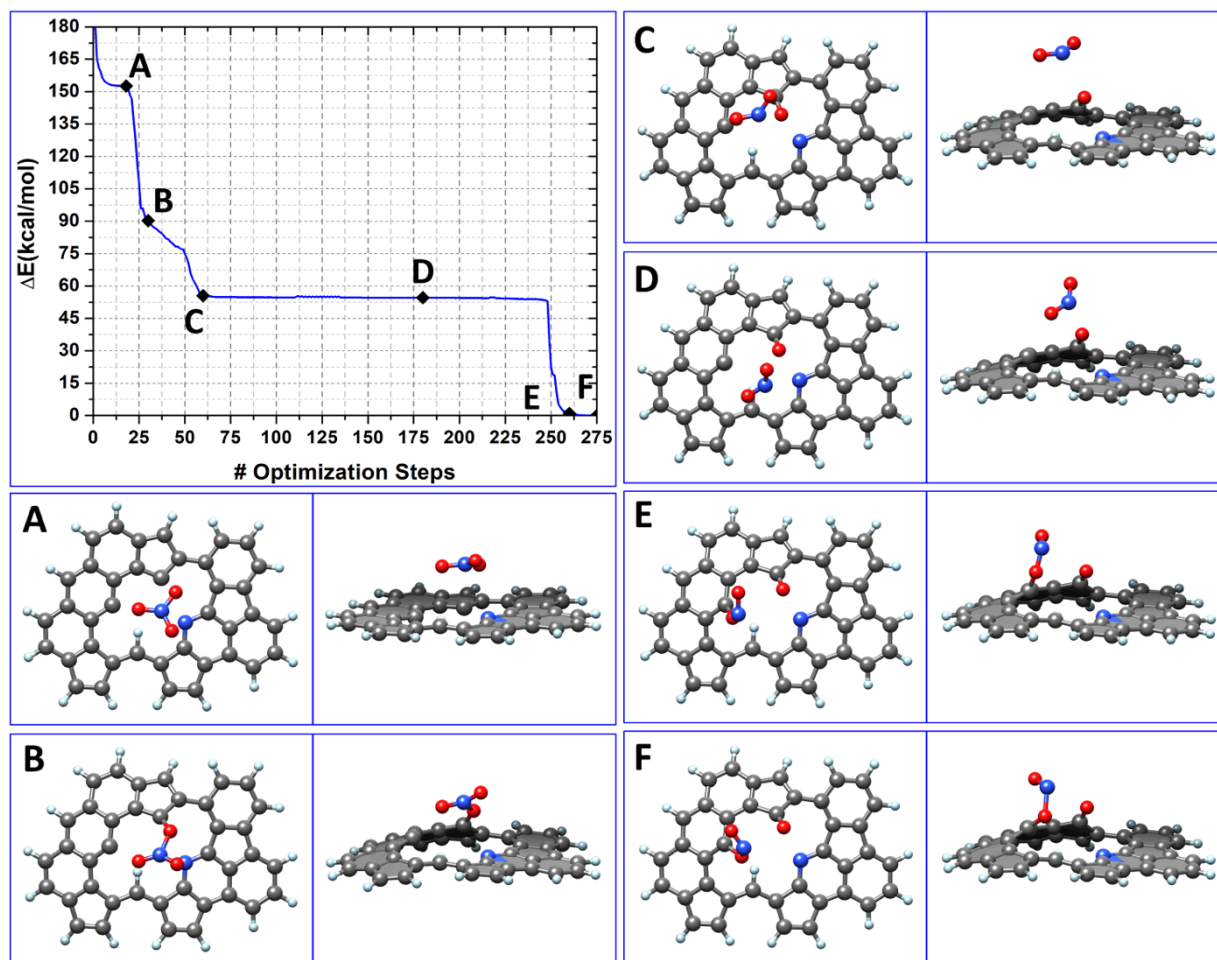 180
165
150
135
120
105
90
75
60
45
30
15
0
ΔE(kcal/mol)
A
B
C
D
E
F
0 25 50 75 100 125 150 175 200 225 250 275
# Optimization Steps
A
B
C
D
E
F